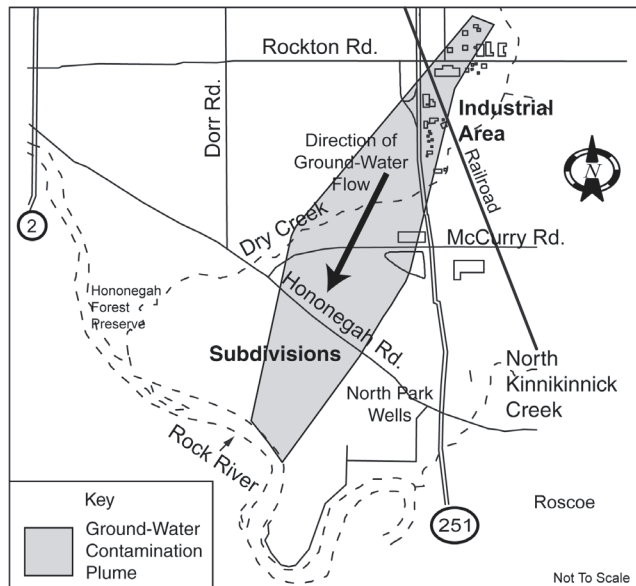 Rockton Rd.
Dorr Rd.
Industrial
Area
Direction of
Ground-Water
Flow
Railroad
N
2
Dry Creek
McCurry Rd.
Hononegah
Forest
Preserve
Hononegah Rd.
Subdivisions
North
Kinnikinnick
Creek
North Park
Wells
Rock River
Key
Ground-Water
Contamination
Plume
251
Roscoe
Not To Scale